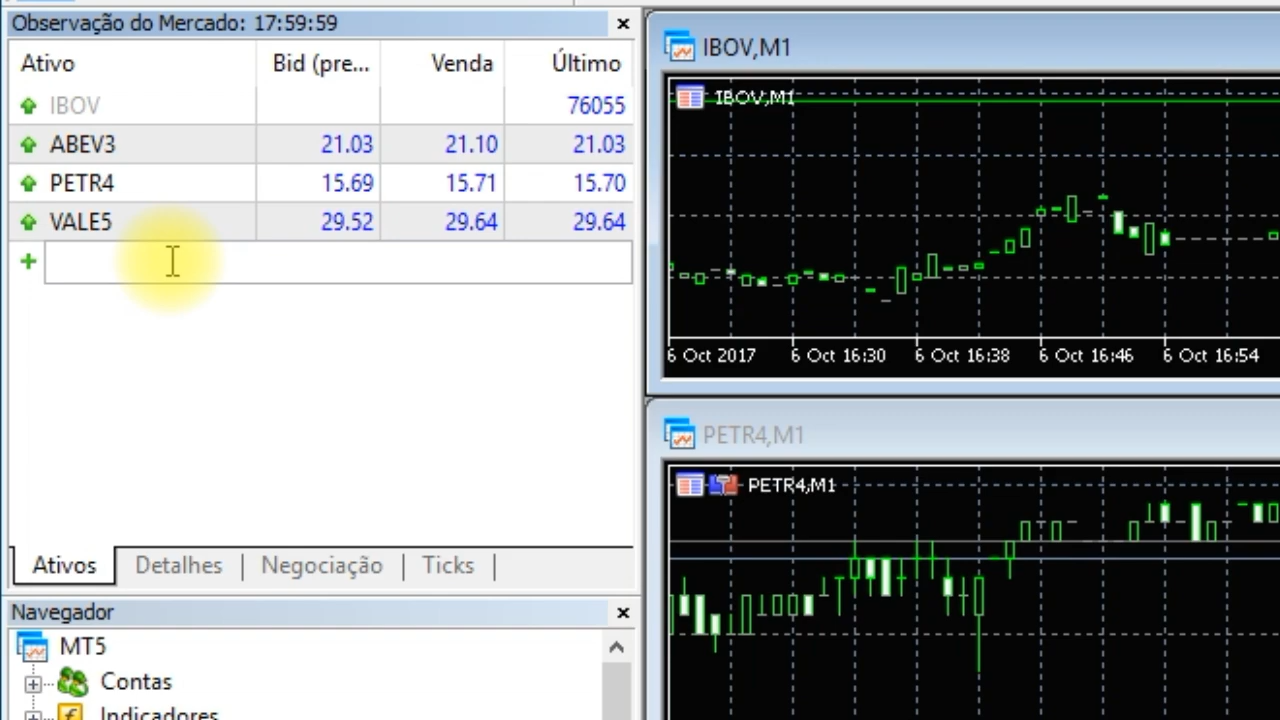 Observação do Mercado: 17:59:59
Ativo Bid (pre... Venda Último
IBOV 76055
ABEV3 21.03 21.10 21.03
PETR4 15.69 15.71 15.70
VALE5 29.52 29.64 29.64
Ativos Detalhes Negociação Ticks
Navegador
MT5
Contas
Indicadores
IBOV,M1
IBOV,M1
6 Oct 2017 6 Oct 16:30 6 Oct 16:38 6 Oct 16:46 6 Oct 16:54
PETR4,M1
PETR4,M1